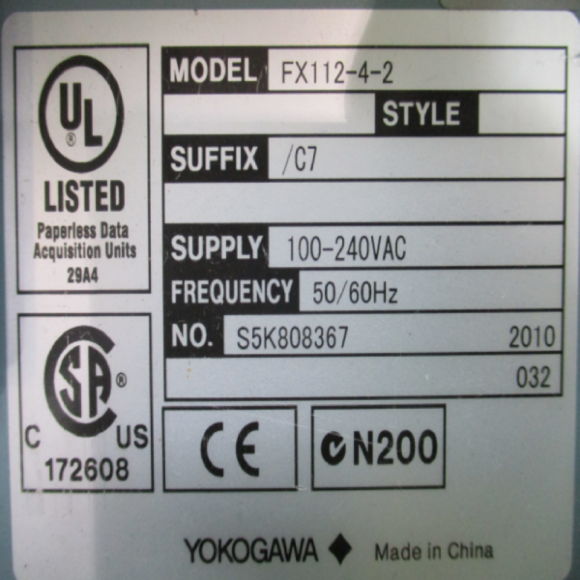 UL
®
LISTED
Paperless Data
Acquisition Units
29A4
MODEL FX112-4-2
STYLE
SUFFIX /C7
SUPPLY 100-240VAC
FREQUENCY 50/60Hz
NO. S5K808367 2010
032
SA ®
C US
172608
CE
N200
YOKOGAWA Made in China